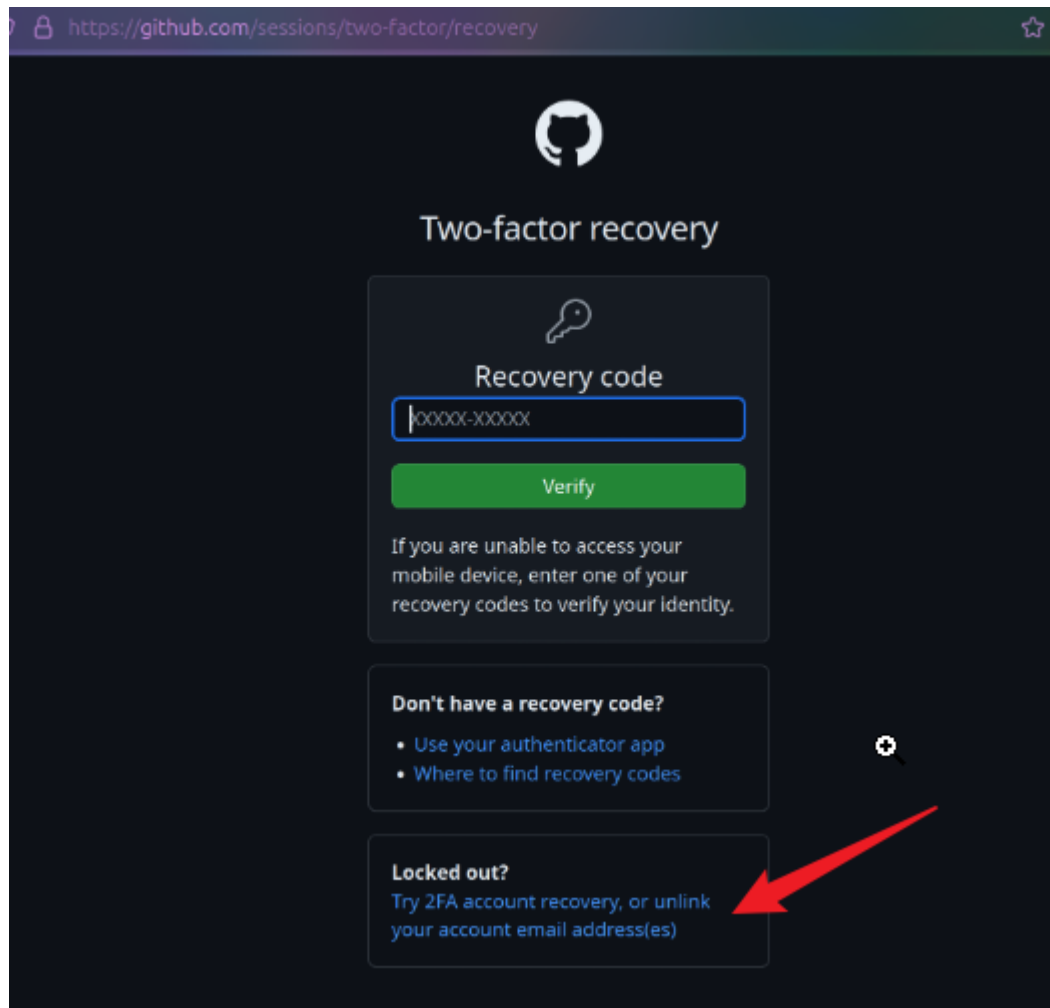 https://github.com/sessions/two-factor/recovery
Two-factor recovery
Recovery code
XXXXX-XXXXX
Verify
If you are unable to access your
mobile device, enter one of your
recovery codes to verify your identity.
Don't have a recovery code?
• Use your authenticator app
• Where to find recovery codes
Locked out?
Try 2FA account recovery, or unlink
your account email address(es)